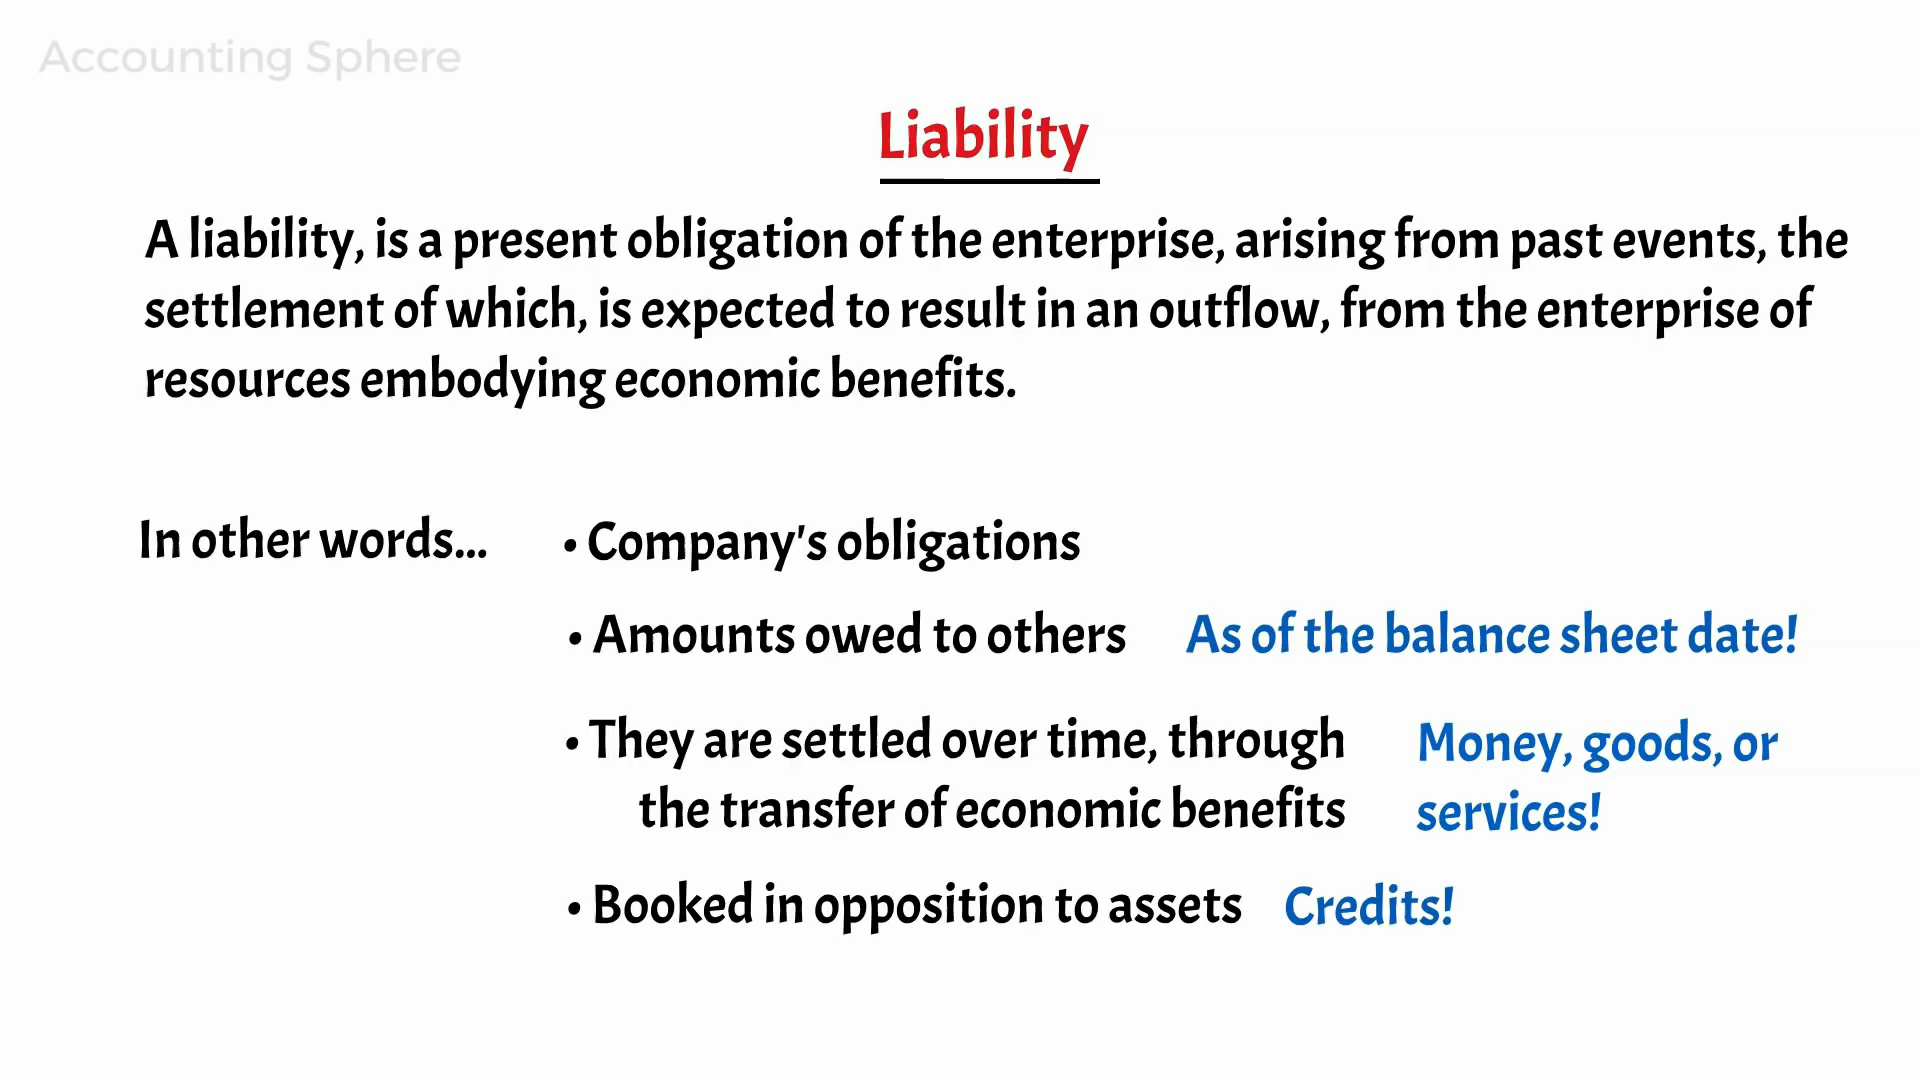 Accounting Sphere
Liability
A liability, is a present obligation of the enterprise, arising from past events, the
settlement of which, is expected to result in an outflow, from the enterprise of
resources embodying economic benefits.
In other words...
• Company's obligations
• Amounts owed to others As of the balance sheet date!
• They are settled over time, through
the transfer of economic benefits
Money, goods, or
services!
• Booked in opposition to assets Credits!